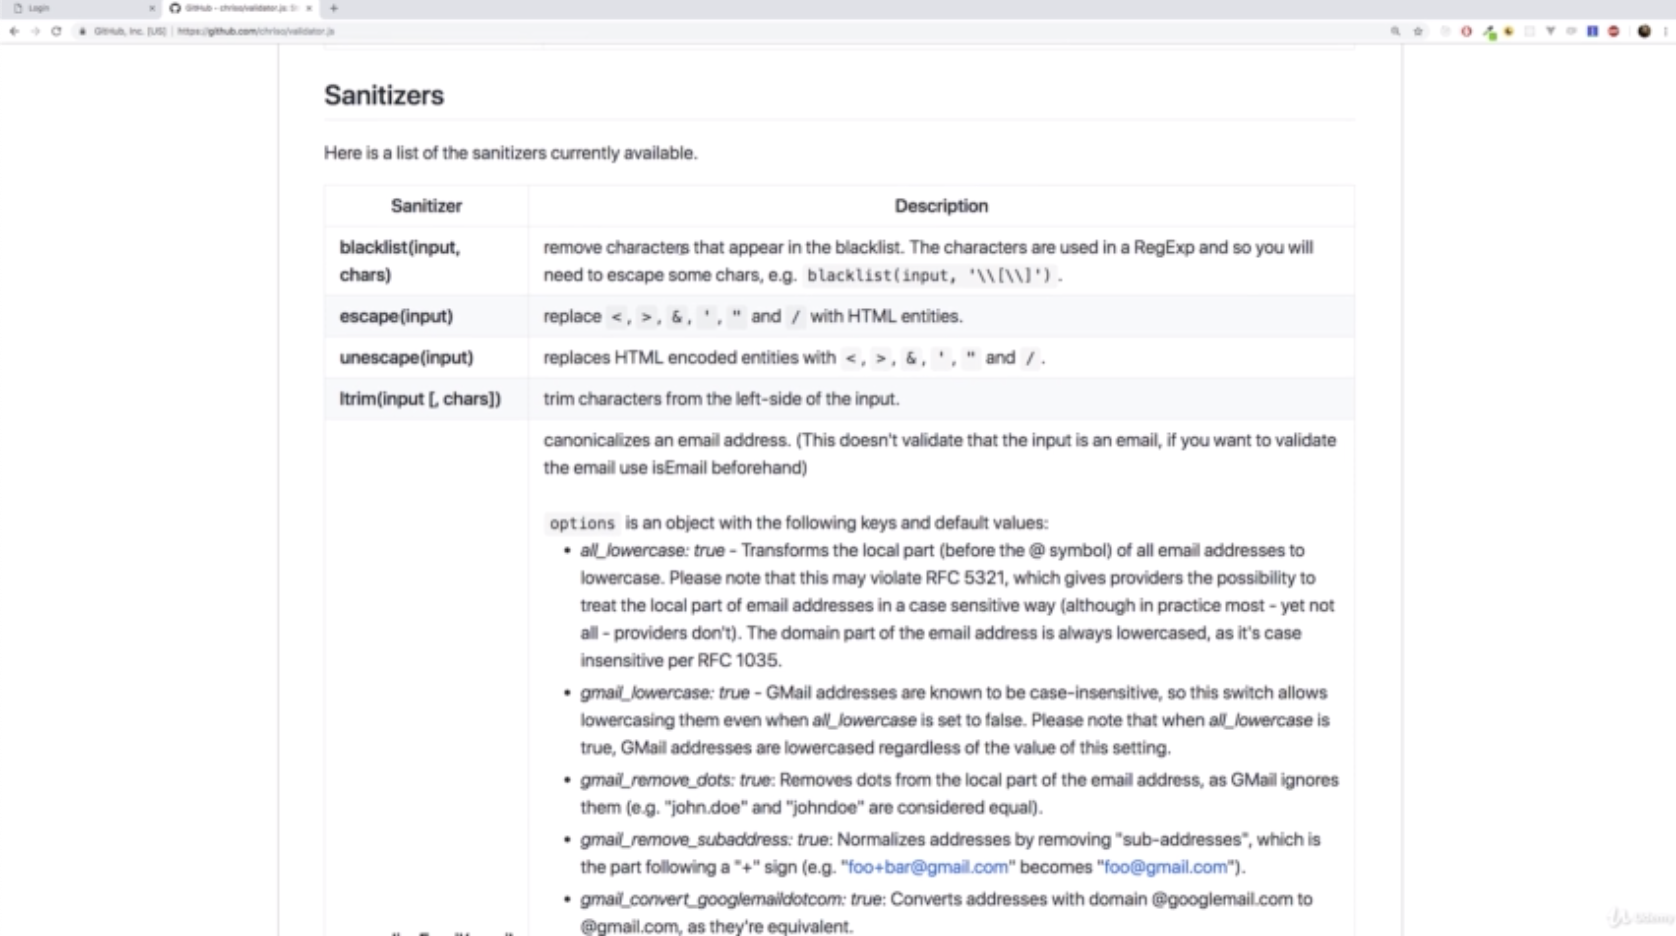 Login
GitHub - chriso/validator.js: St
GitHub, Inc. [US] | https://github.com/chriso/validator.js
Sanitizers
Here is a list of the sanitizers currently available.
Sanitizer
Description
blacklist(input,
chars)
remove characters that appear in the blacklist. The characters are used in a RegExp and so you will
need to escape some chars, e.g. blacklist(input, '\\[\\]') .
escape(input)
replace < , > , & , ' , " and / with HTML entities.
unescape(input)
replaces HTML encoded entities with < , > , & , ' , " and / .
ltrim(input [, chars])
trim characters from the left-side of the input.
canonicalizes an email address. (This doesn't validate that the input is an email, if you want to validate
the email use isEmail beforehand)
options is an object with the following keys and default values:
• all_lowercase: true - Transforms the local part (before the @ symbol) of all email addresses to
lowercase. Please note that this may violate RFC 5321, which gives providers the possibility to
treat the local part of email addresses in a case sensitive way (although in practice most - yet not
all - providers don't). The domain part of the email address is always lowercased, as it's case
insensitive per RFC 1035.
• gmail_lowercase: true - GMail addresses are known to be case-insensitive, so this switch allows
lowercasing them even when all_lowercase is set to false. Please note that when all_lowercase is
true, GMail addresses are lowercased regardless of the value of this setting.
• gmail_remove_dots: true: Removes dots from the local part of the email address, as GMail ignores
them (e.g. "john.doe" and "johndoe" are considered equal).
• gmail_remove_subaddress: true: Normalizes addresses by removing "sub-addresses", which is
the part following a "+" sign (e.g. "foo+bar@gmail.com" becomes "foo@gmail.com").
• gmail_convert_googlemaildotcom: true: Converts addresses with domain @googlemail.com to
@gmail.com, as they're equivalent.
Udemy